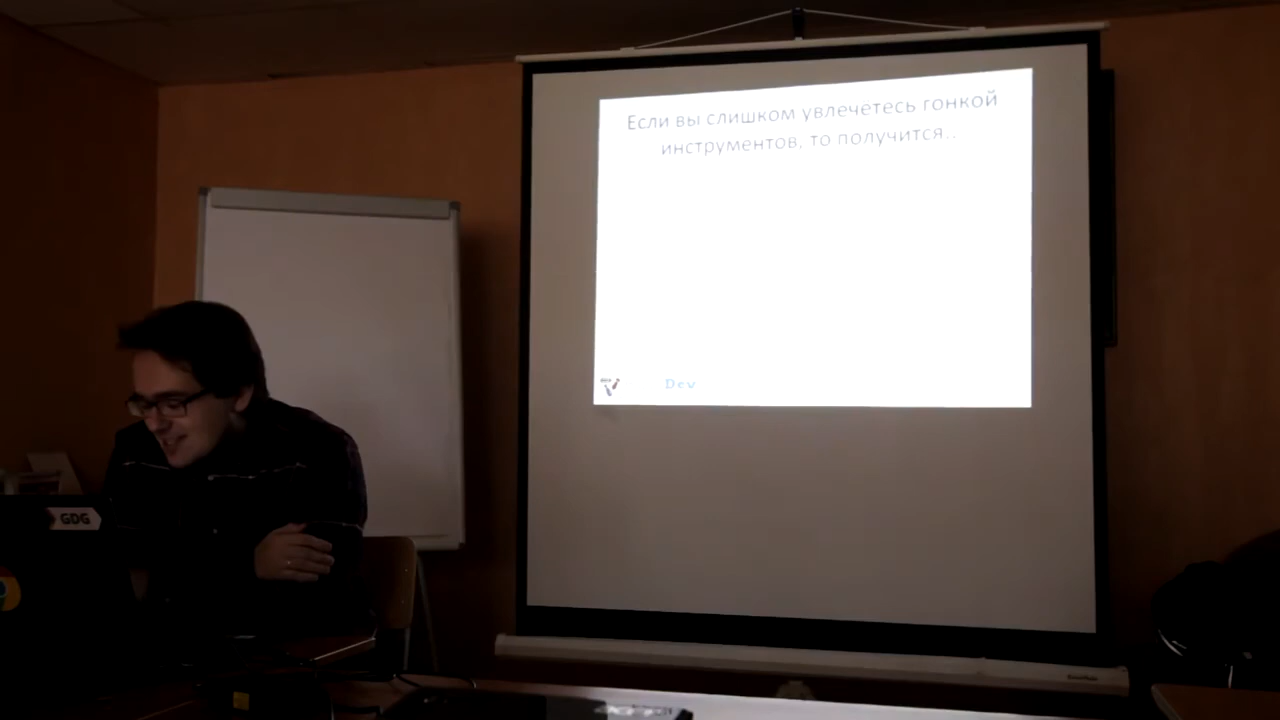 Если вы слишком увлечетесь гонкой
инструментов, то получится..
Dev
GDG